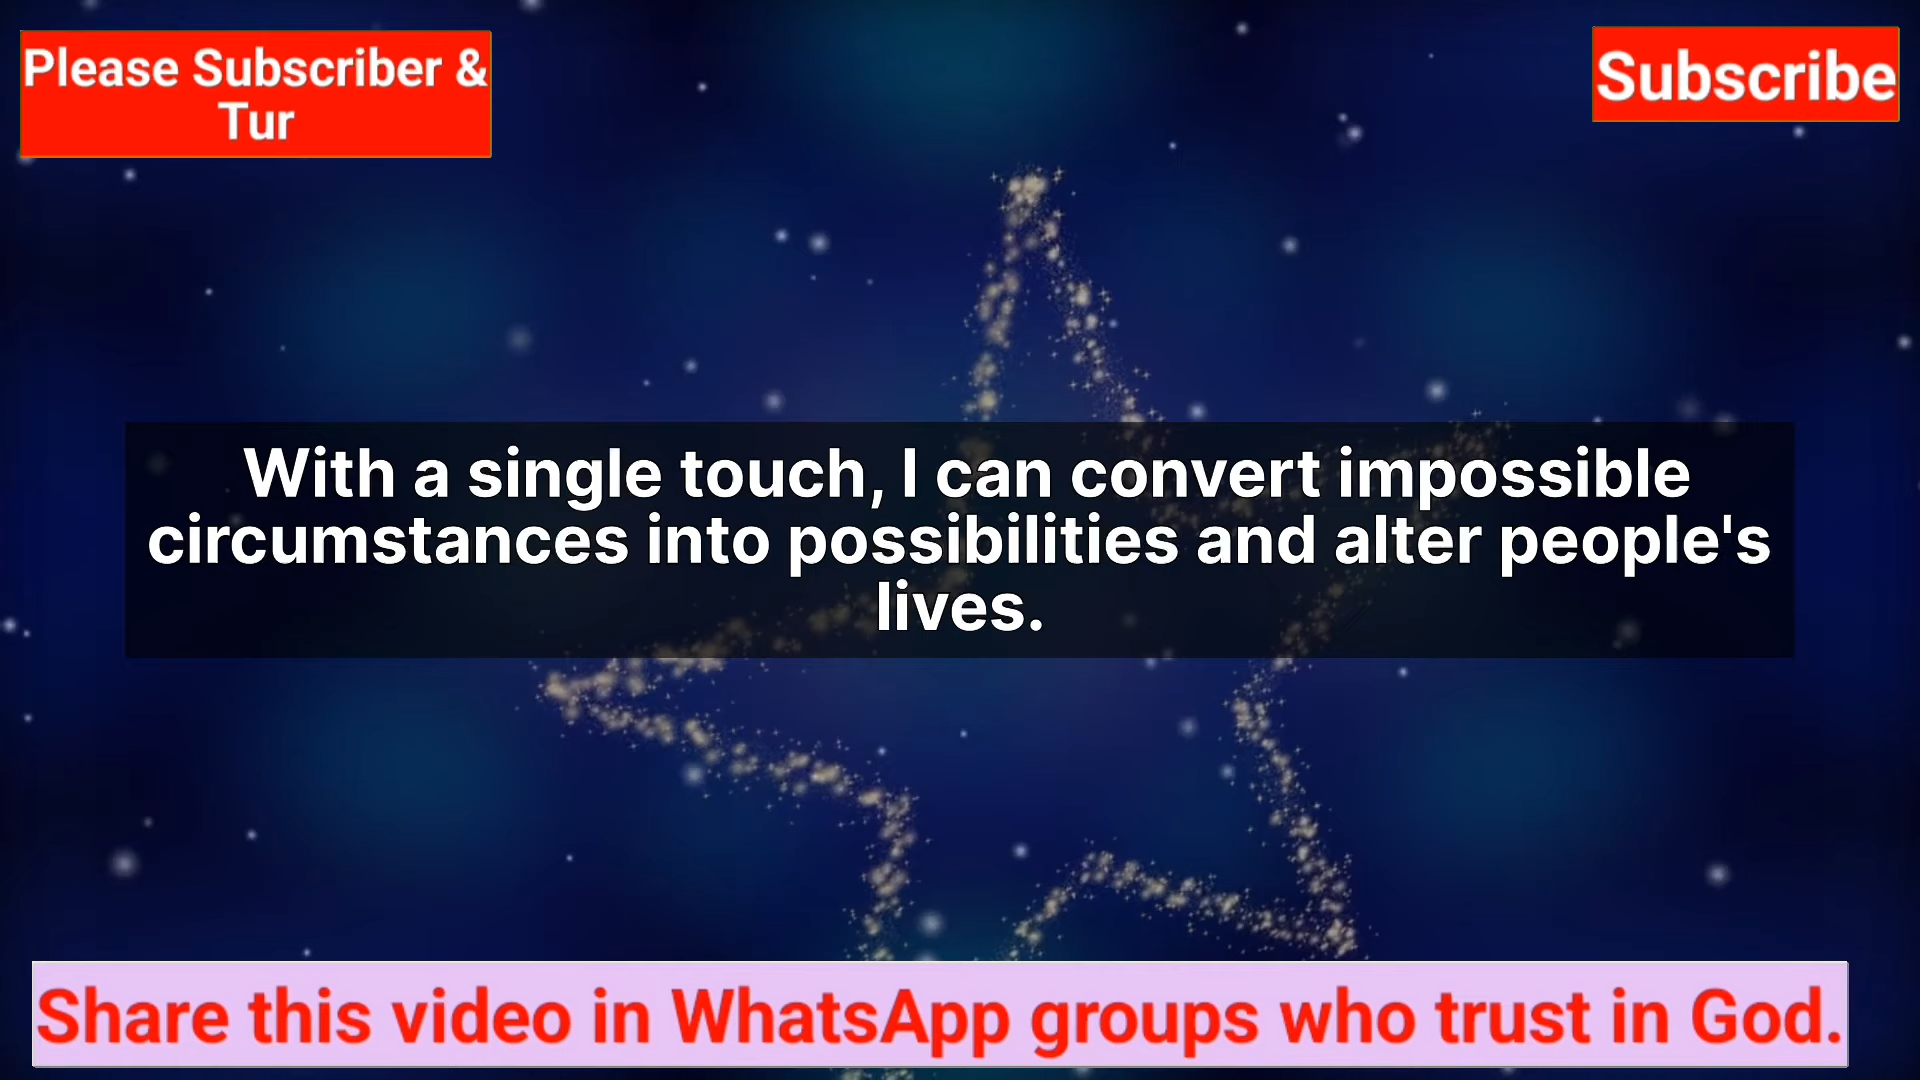 Please Subscriber &
Tur
Subscribe
With a single touch, I can convert impossible
circumstances into possibilities and alter people's
lives.
Share this video in WhatsApp groups who trust in God.